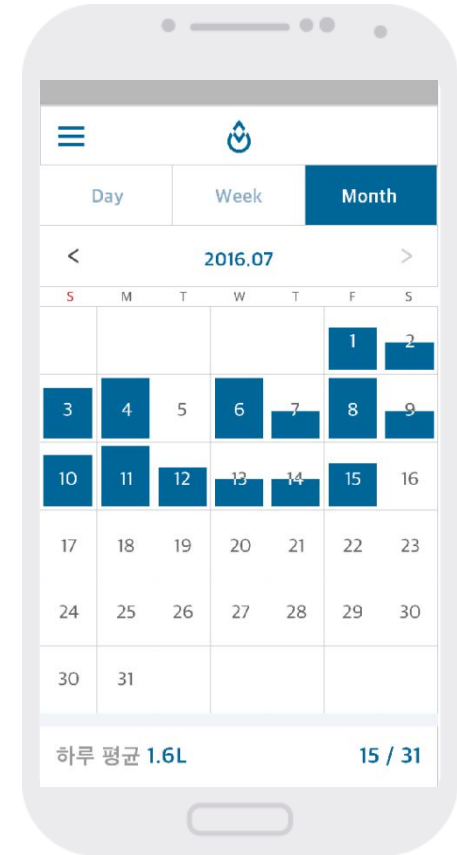 Day Week Month
< 2016.07 >
S M T W T F S
1 2
3 4 5 6 7 8 9
10 11 12 13 14 15 16
17 18 19 20 21 22 23
24 25 26 27 28 29 30
30 31
하루 평균 1.6L 15 / 31